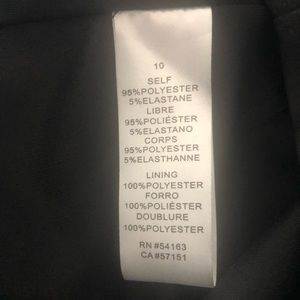 10
SELF
95%POLYESTER
5%ELASTANE
LIBRE
95%POLIÉSTER
5%ELASTANO
CORPS
95%POLYESTER
5%ELASTHANNE
LINING
100%POLYESTER
FORRO
100%POLIÉSTER
DOUBLURE
100%POLYESTER
RN #54163
CA #57151